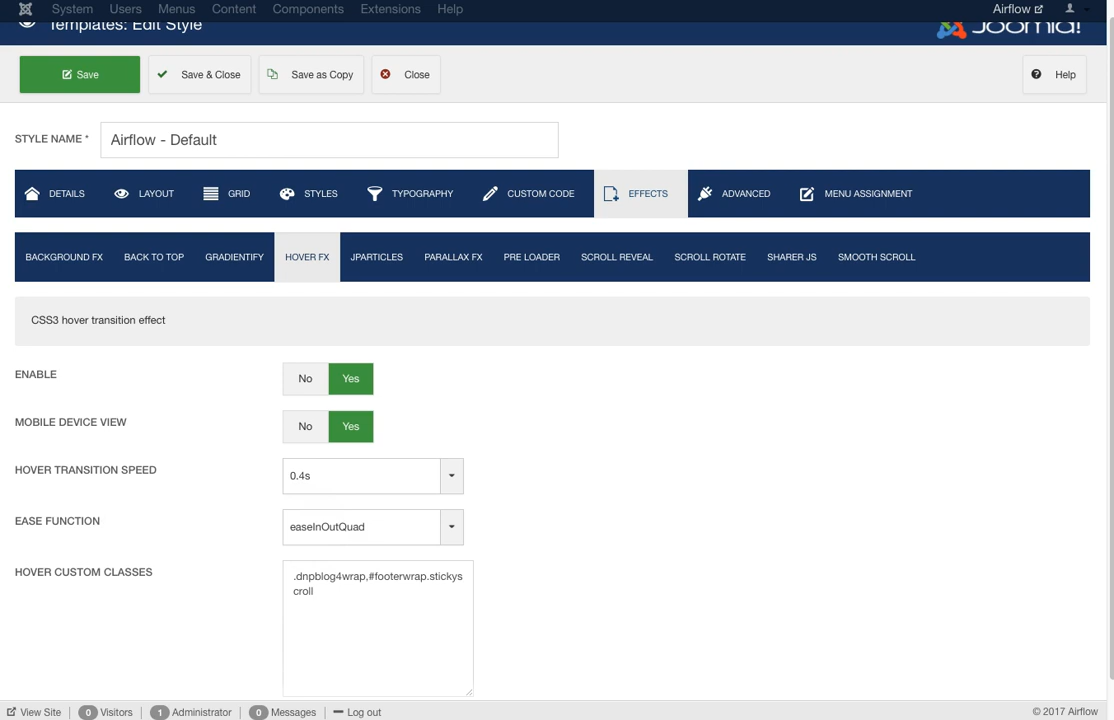 System Users Menus Content Components Extensions Help Airflow
Templates: Edit Style Joomla!
Save Save & Close Save as Copy Close Help
STYLE NAME * Airflow - Default
DETAILS LAYOUT GRID STYLES TYPOGRAPHY CUSTOM CODE EFFECTS ADVANCED MENU ASSIGNMENT
BACKGROUND FX BACK TO TOP GRADIENTIFY HOVER FX JPARTICLES PARALLAX FX PRE LOADER SCROLL REVEAL SCROLL ROTATE SHARER JS SMOOTH SCROLL
CSS3 hover transition effect
ENABLE No Yes
MOBILE DEVICE VIEW No Yes
HOVER TRANSITION SPEED 0.4s
EASE FUNCTION easeInOutQuad
HOVER CUSTOM CLASSES .dnpblog4wrap,#footerwrap.stickys
croll
View Site 0 Visitors 1 Administrator 0 Messages Log out © 2017 Airflow